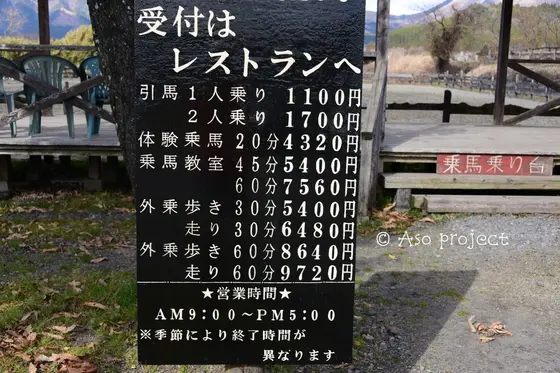 受付は
レストランへ
引馬1人乗り 1100円
2人乗り 1700円
体験乗馬 20分 4320円
乗馬教室 45分 5400円
60分 7560円
外乗歩き 30分 5400円
走り 30分 6480円
外乗歩き 60分 8640円
走り 60分 9720円
★営業時間★
AM9:00〜PM5:00
※季節により終了時間が
異なります
乗馬乗り台
© Aso project